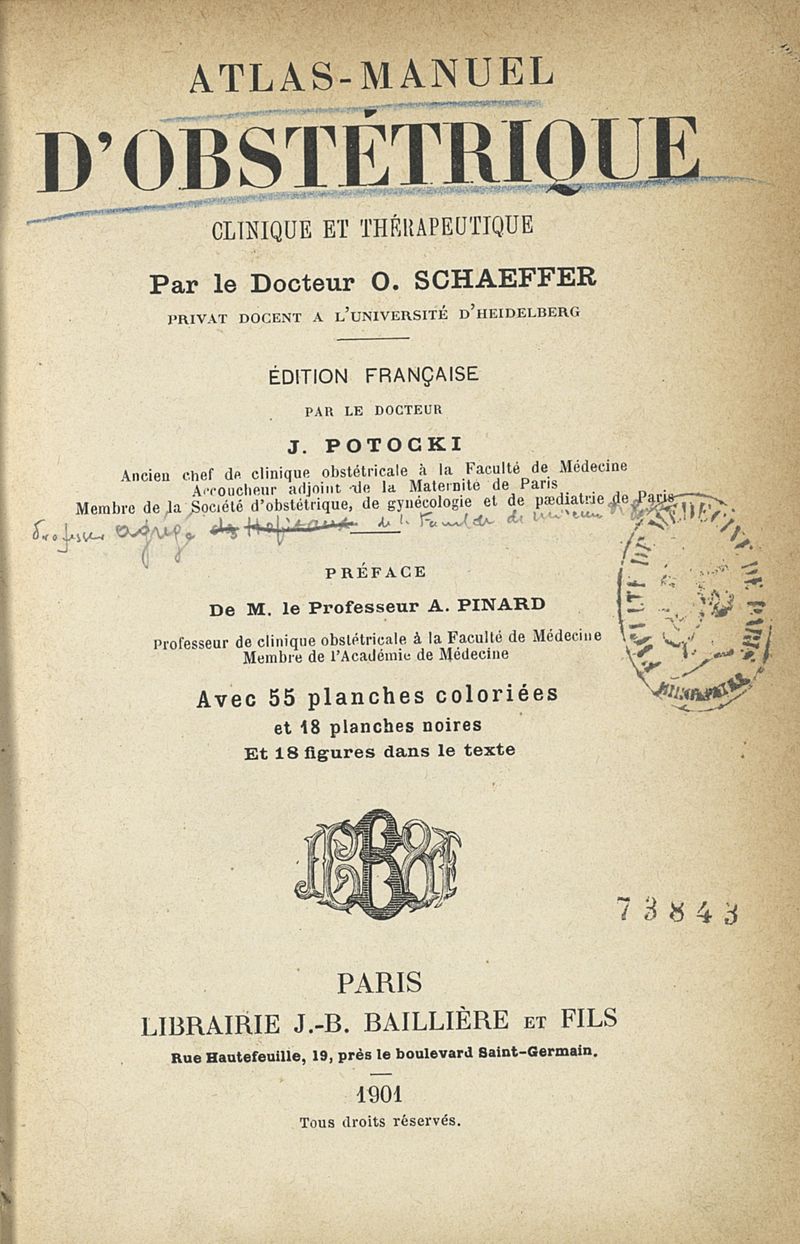 ATLAS-MANUEL
D'OBSTÉTRIQUE
CLINIQUE ET THÉRAPEUTIQUE
Par le Docteur O. SCHAEFFER
PRIVAT DOCENT A L'UNIVERSITÉ D'HEIDELBERG
ÉDITION FRANÇAISE
PAR LE DOCTEUR
J. POTOCKI
Ancien chef de clinique obstétricale à la Faculté de Médecine
Accoucheur adjoint de la Maternité de Paris
Membre de la Société d'obstétrique, de gynécologie et de pædiatrie de Paris
Professeur agrégé des Hôpitaux de la Faculté de
PRÉFACE
De M. le Professeur A. PINARD
Professeur de clinique obstétricale à la Faculté de Médecine
Membre de l'Académie de Médecine
Avec 55 planches coloriées
et 18 planches noires
Et 18 figures dans le texte
73843
PARIS
LIBRAIRIE J.-B. BAILLIÈRE ET FILS
Rue Hautefeuille, 19, près le boulevard Saint-Germain.
1901
Tous droits réservés.